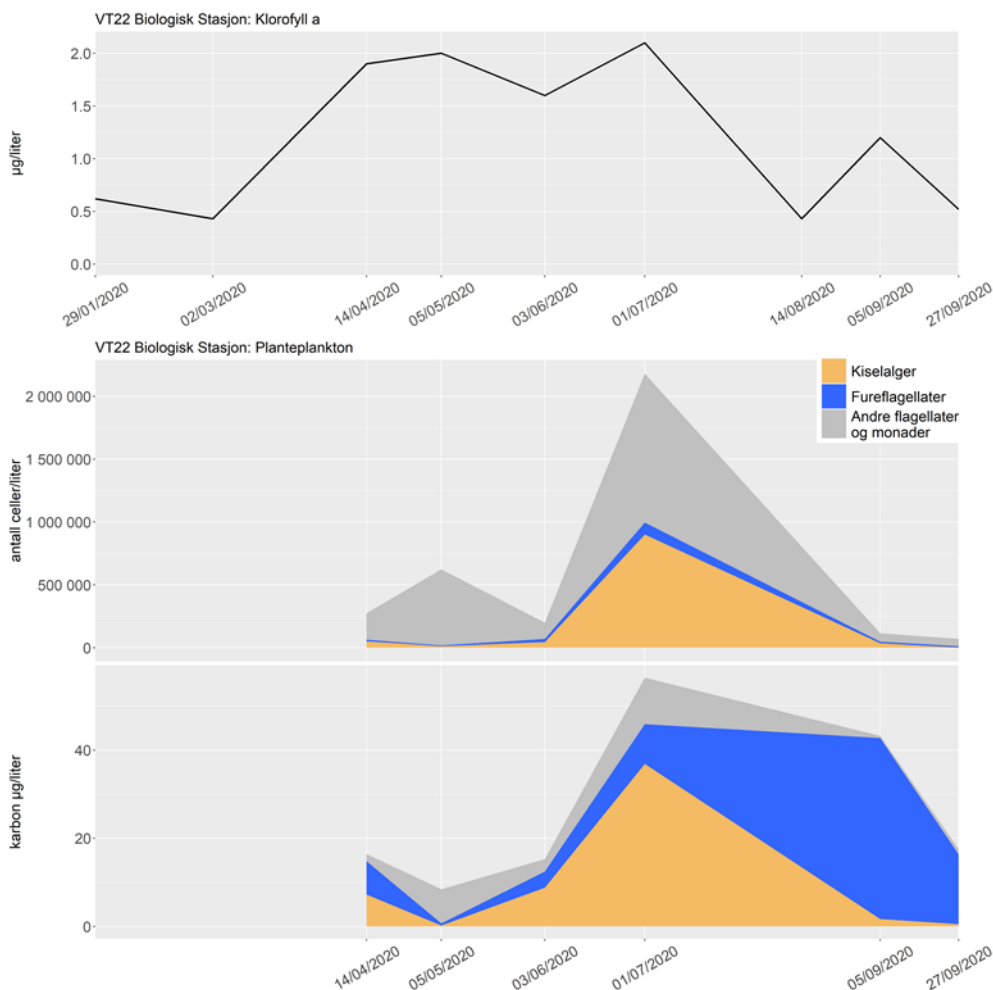 VT22 Biologisk Stasjon: Klorofyll a
µg/liter
2.0
1.5
1.0
0.5
0.0
29/01/2020
02/03/2020
14/04/2020
05/05/2020
03/06/2020
01/07/2020
14/08/2020
05/09/2020
27/09/2020
VT22 Biologisk Stasjon: Planteplankton
Kiselalger
Fureflagellater
Andre flagellater
og monader
antall celler/liter
2 000 000
1 500 000
1 000 000
500 000
0
karbon µg/liter
40
20
0
14/04/2020
05/05/2020
03/06/2020
01/07/2020
05/09/2020
27/09/2020